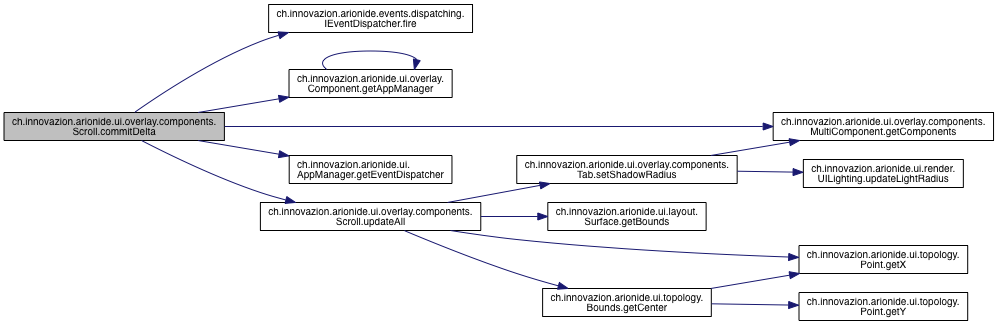 ch.innovazion.arionide.events.dispatching.
IEventDispatcher.fire
ch.innovazion.arionide.ui.overlay.
Component.getAppManager
ch.innovazion.arionide.ui.overlay.components.
Scroll.commitDelta
ch.innovazion.arionide.ui.overlay.components.
MultiComponent.getComponents
ch.innovazion.arionide.ui.
AppManager.getEventDispatcher
ch.innovazion.arionide.ui.overlay.components.
Tab.setShadowRadius
ch.innovazion.arionide.ui.render.
UILighting.updateLightRadius
ch.innovazion.arionide.ui.overlay.components.
Scroll.updateAll
ch.innovazion.arionide.ui.layout.
Surface.getBounds
ch.innovazion.arionide.ui.topology.
Point.getX
ch.innovazion.arionide.ui.topology.
Bounds.getCenter
ch.innovazion.arionide.ui.topology.
Point.getY